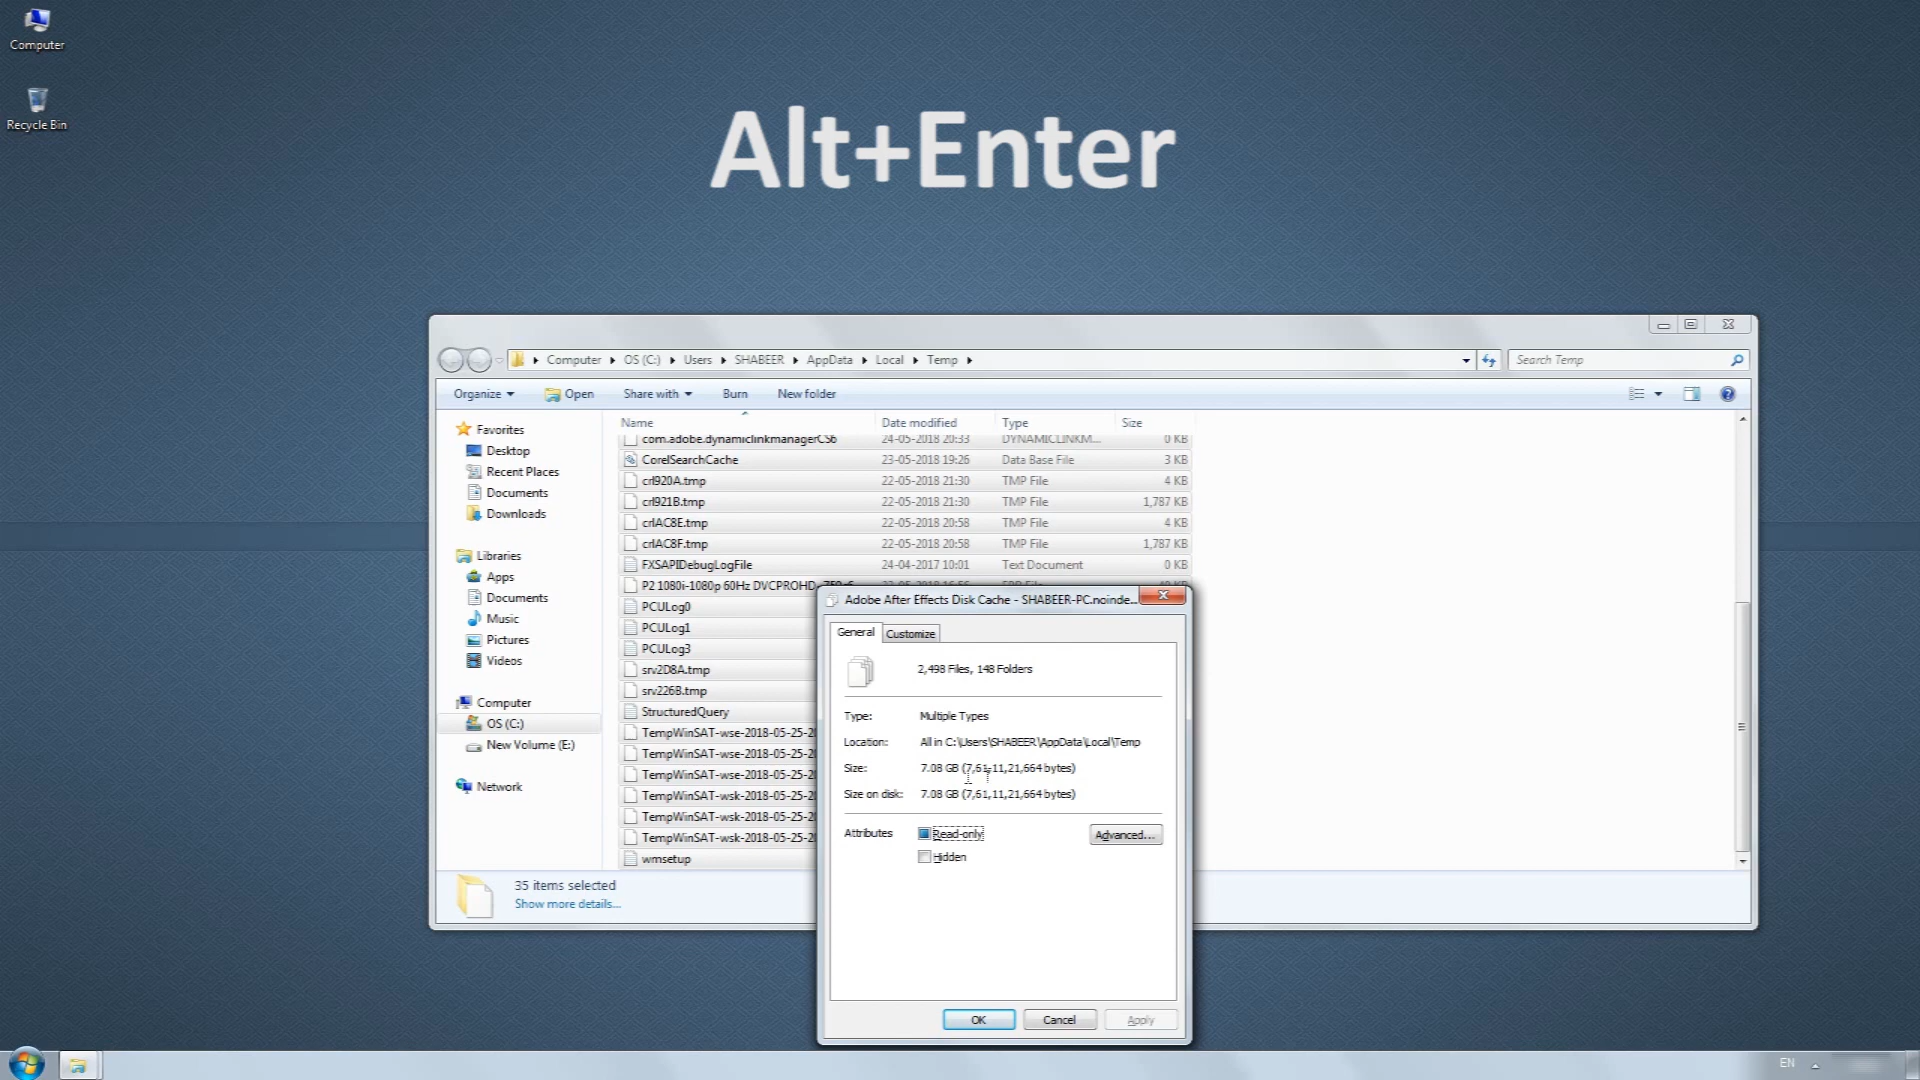 Computer
Recycle Bin
Alt+Enter
Computer OS (C:) Users SHABEER AppData Local Temp
Search Temp
Organize Open Share with Burn New folder
Name Date modified Type Size
Favorites
Desktop
Recent Places
Documents
Downloads
Libraries
Apps
Documents
Music
Pictures
Videos
Computer
OS (C:)
New Volume (E:)
Network
com.adobe.dynamiclinkmanagerCS6 24-05-2018 20:33 DYNAMICLINKM... 0 KB
CorelSearchCache 23-05-2018 19:26 Data Base File 3 KB
crl920A.tmp 22-05-2018 21:30 TMP File 4 KB
crl921B.tmp 22-05-2018 21:30 TMP File 1,787 KB
crlAC8E.tmp 22-05-2018 20:58 TMP File 4 KB
crlAC8F.tmp 22-05-2018 20:58 TMP File 1,787 KB
FXSAPIDebugLogFile 24-04-2017 10:01 Text Document 0 KB
P2 1080i-1080p 60Hz DVCPROHD
PCULog0
PCULog1
PCULog3
srv2D8A.tmp
srv226B.tmp
StructuredQuery
TempWinSAT-wse-2018-05-25-20
TempWinSAT-wse-2018-05-25-20
TempWinSAT-wse-2018-05-25-20
TempWinSAT-wsk-2018-05-25-20
TempWinSAT-wsk-2018-05-25-20
TempWinSAT-wsk-2018-05-25-20
wmsetup
35 items selected
Show more details...
Adobe After Effects Disk Cache - SHABEER-PC.noinde...
General Customize
2,498 Files, 148 Folders
Type: Multiple Types
Location: All in C:\Users\SHABEER\AppData\Local\Temp
Size: 7.08 GB (7,61,11,21,664 bytes)
Size on disk: 7.08 GB (7,61,11,21,664 bytes)
Attributes Read-only Advanced...
Hidden
OK Cancel Apply
EN